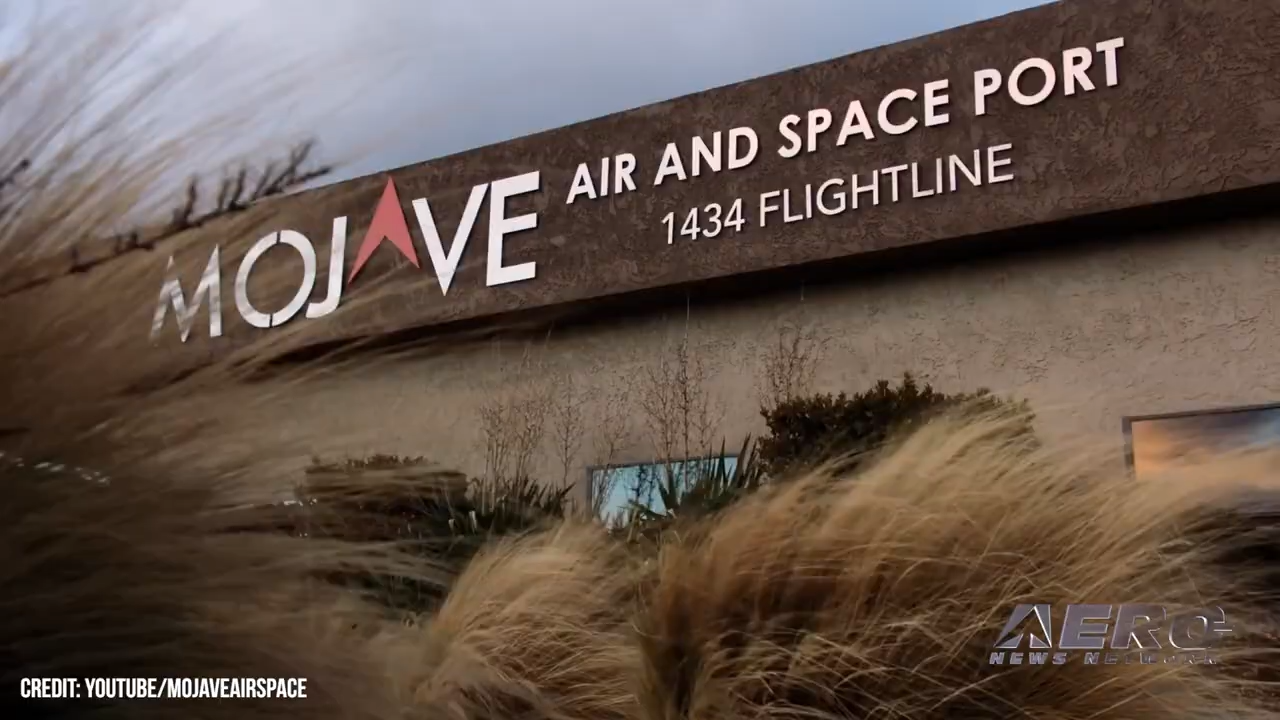 MOJAVE AIR AND SPACE PORT
1434 FLIGHTLINE
AERO
NEWS NETWORK
CREDIT: YOUTUBE/MOJAVEAIRSPACE